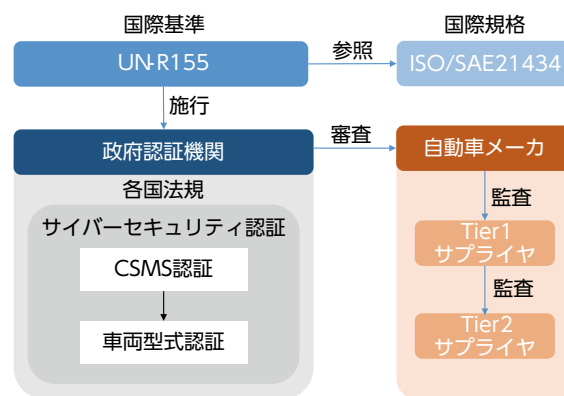 国際基準
国際規格
UN-R155
参照
ISO/SAE21434
施行
政府認証機関
審査
自動車メーカ
各国法規
監査
サイバーセキュリティ認証
Tier1
サプライヤ
CSMS認証
監査
車両型式認証
Tier2
サプライヤ